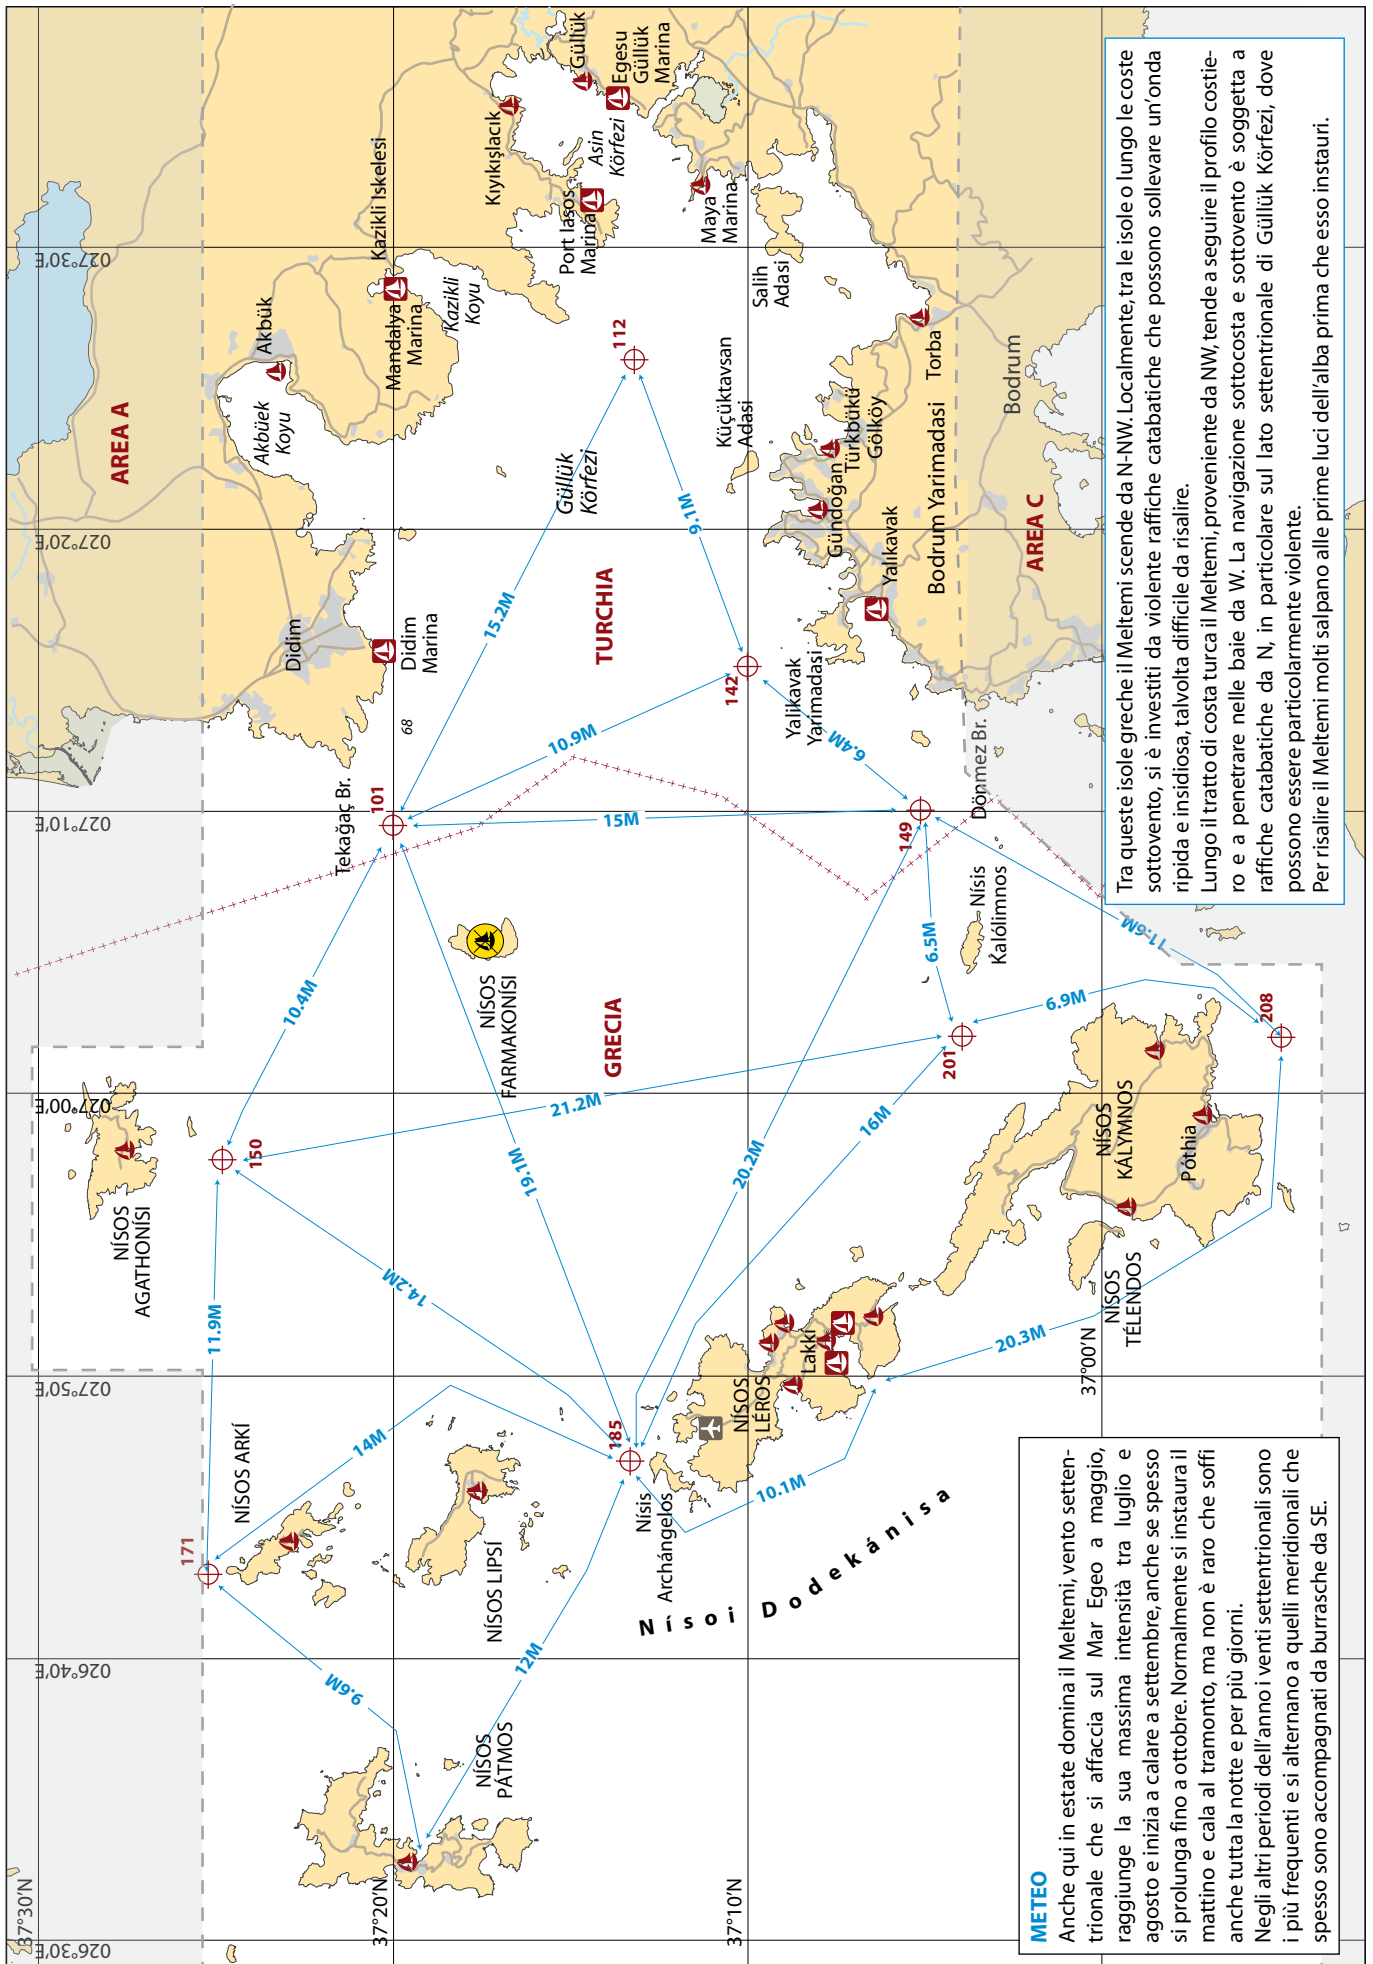 37°30'N
026°30'E
026°40'E
027°50'E
027°00'E
027°10'E
027°20'E
027°30'E
AREA A
NÍSOS
AGATHONÍSI
171
11.9M
150
NÍSOS ARKÍ
Akbük
Akbüek
Koyu
Didim
10.4M
Tekağaç Br.
101
9.6M
14M
14.2M
37°20'N
Kazikli Iskelesi
Mandalya
Marina
Kazikli
Koyu
Didim
Marina
68
NÍSOS
PÁTMOS
NÍSOS LIPSÍ
NÍSOS
FARMAKONÍSI
Kıyıkışlacık
15.2M
12M
19.1M
21.2M
10.9M
Güllük
Körfezi
Port Iasos
Marina
Asin
Körfezi
Güllük
Egesu
Güllük
Marina
112
185
GRECIA
TURCHIA
15M
9.1M
Nísis
Archángelos
Nísoi Dodekánisa
Maya
Marina
142
Küçüktavsan
Adasi
Salih
Adasi
37°10'N
10.1M
NÍSOS
LÉROS
Lakkí
20.2M
Yalikavak
Yarimadasi
6.4M
Gündoğan
Türkbükü
Gölköy
Yalıkavak
16M
149
6.5M
201
Torba
Bodrum Yarimadasi
Nísis
Kalólimnos
Dönmez Br.
Bodrum
AREA C
20.3M
6.9M
11.6M
37°00'N
NÍSOS
TÉLENDOS
NÍSOS
KÁLYMNOS
Póthia
208
METEO
Anche qui in estate domina il Meltemi, vento setten-
trionale che si affaccia sul Mar Egeo a maggio,
raggiunge la sua massima intensità tra luglio e
agosto e inizia a calare a settembre, anche se spesso
si prolunga fino a ottobre. Normalmente si instaura il
mattino e cala al tramonto, ma non è raro che soffi
anche tutta la notte e per più giorni.
Negli altri periodi dell'anno i venti settentrionali sono
i più frequenti e si alternano a quelli meridionali che
spesso sono accompagnati da burrasche da SE.
Tra queste isole greche il Meltemi scende da N-NW. Localmente, tra le isole o lungo le coste
sottovento, si è investiti da violente raffiche catabatiche che possono sollevare un'onda
ripida e insidiosa, talvolta difficile da risalire.
Lungo il tratto di costa turca il Meltemi, proveniente da NW, tende a seguire il profilo costie-
ro e a penetrare nelle baie da W. La navigazione sottocosta e sottovento è soggetta a
raffiche catabatiche da N, in particolare sul lato settentrionale di Güllük Körfezi, dove
possono essere particolarmente violente.
Per risalire il Meltemi molti salpano alle prime luci dell'alba prima che esso instauri.